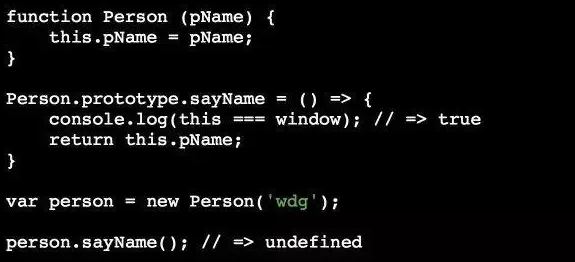 function Person (pName) {
    this.pName = pName;
}
Person.prototype.sayName = () => {
    console.log(this === window); // => true
    return this.pName;
}
var person = new Person('wdg');
person.sayName(); // => undefined